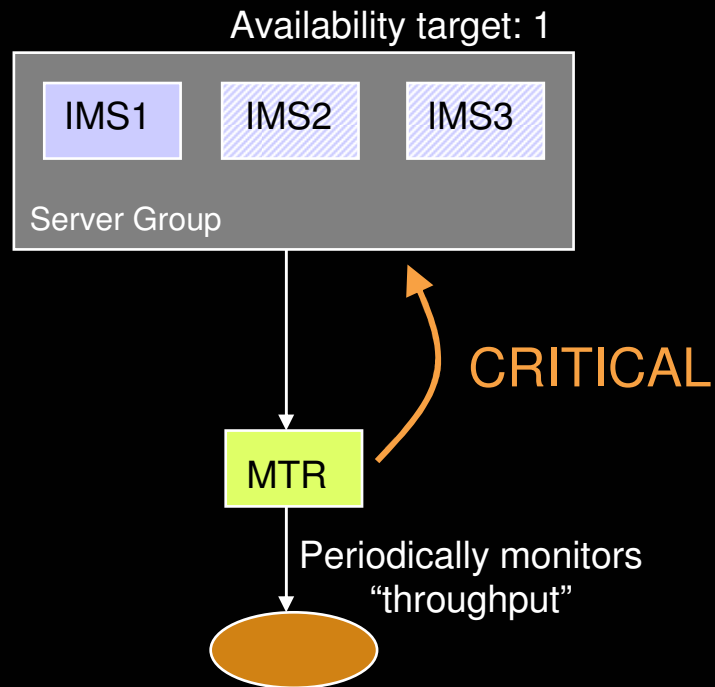 Availability target: 1
IMS1 IMS2 IMS3
Server Group
CRITICAL
MTR
Periodically monitors
“throughput”